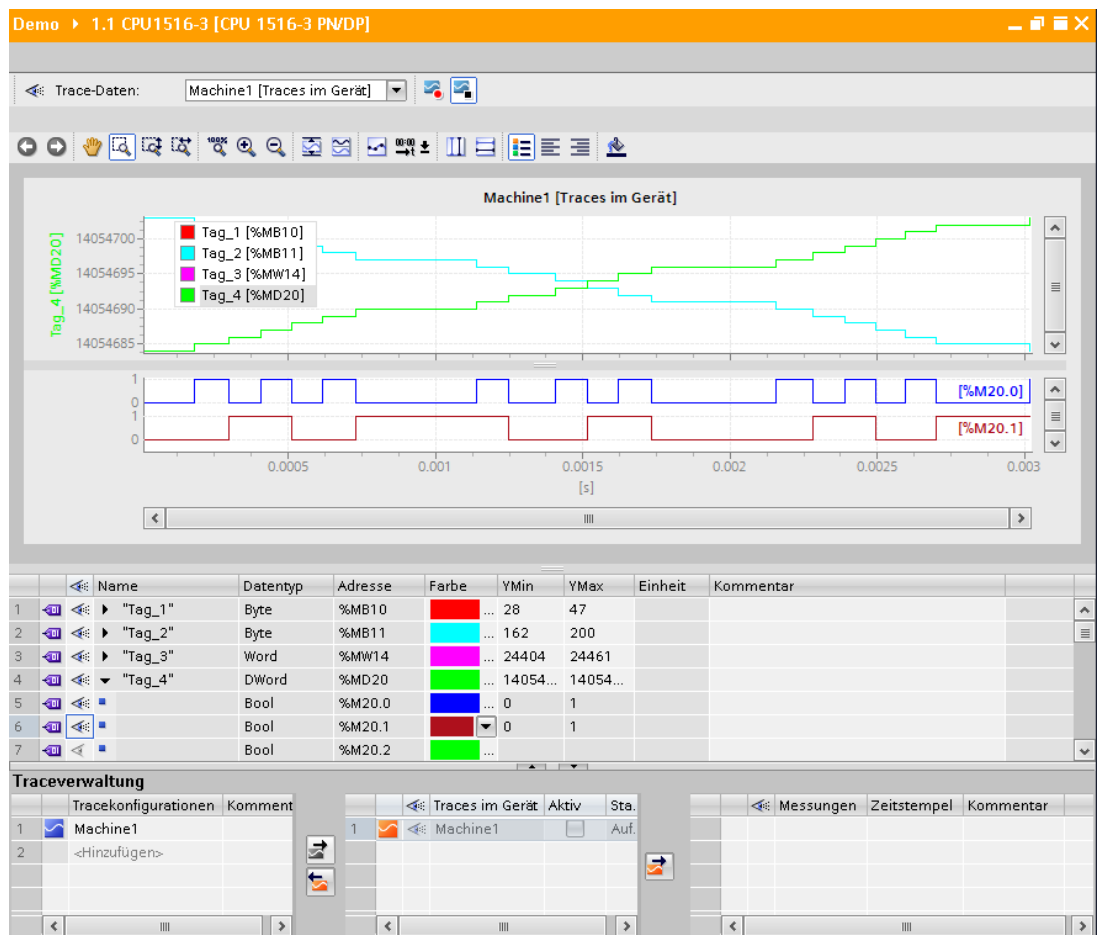 Demo 1.1 CPU1516-3 [CPU 1516-3 PN/DP]
Trace-Daten: Machine1 [Traces im Gerät]
100%
00:00
Machine1 [Traces im Gerät]
Tag_4 [%MD20]
14054700
14054695
14054690
14054685
Tag_1 [%MB10]
Tag_2 [%MB11]
Tag_3 [%MW14]
Tag_4 [%MD20]
1
0
[%M20.0]
1
0
[%M20.1]
0.0005 0.001 0.0015 0.002 0.0025 0.003
[s]
Name Datentyp Adresse Farbe YMin YMax Einheit Kommentar
1 "Tag_1" Byte %MB10 ... 28 47
2 "Tag_2" Byte %MB11 ... 162 200
3 "Tag_3" Word %MW14 ... 24404 24461
4 "Tag_4" DWord %MD20 ... 14054... 14054...
5 Bool %M20.0 ... 0 1
6 Bool %M20.1 0 1
7 Bool %M20.2 ...
Traceverwaltung
Tracekonfigurationen Komment
1 Machine1
2 <Hinzufügen>
Traces im Gerät Aktiv Sta.
1 Machine1 Auf.
Messungen Zeitstempel Kommentar